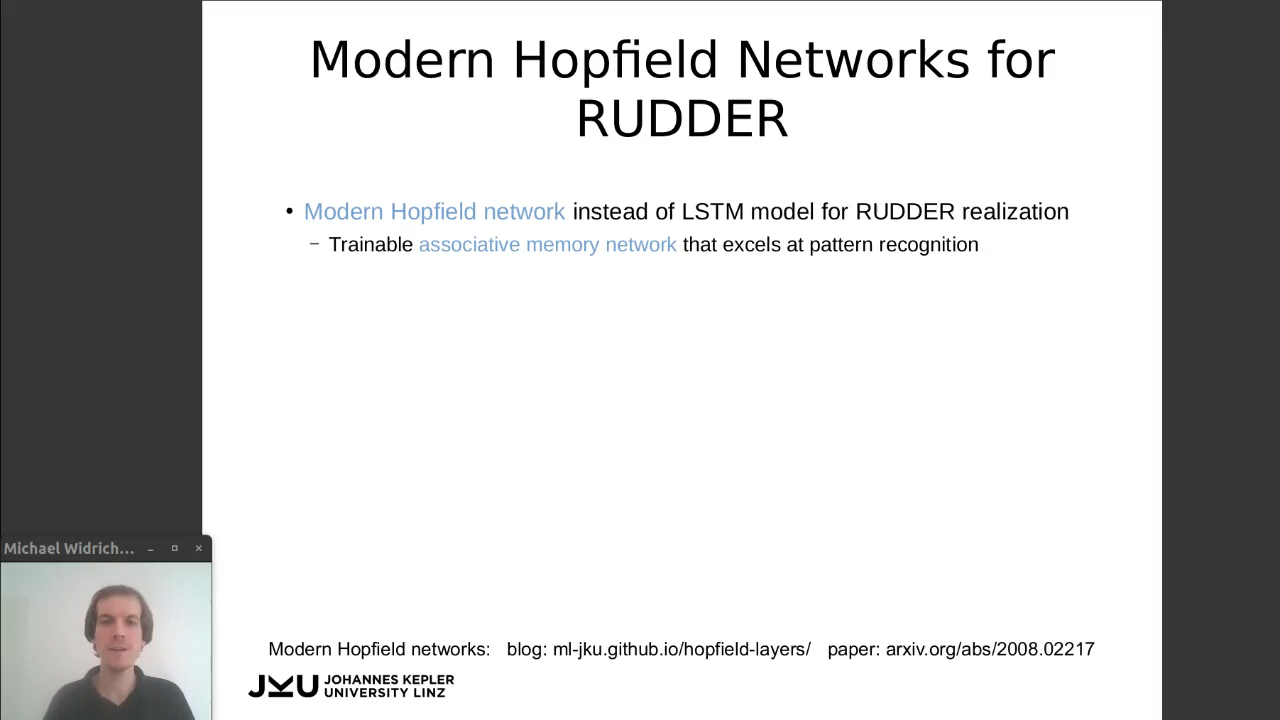 Modern Hopfield Networks for
RUDDER
• Modern Hopfield network instead of LSTM model for RUDDER realization
– Trainable associative memory network that excels at pattern recognition
Michael Widrich...
Modern Hopfield networks: blog: ml-jku.github.io/hopfield-layers/ paper: arxiv.org/abs/2008.02217
JKU JOHANNES KEPLER
UNIVERSITY LINZ